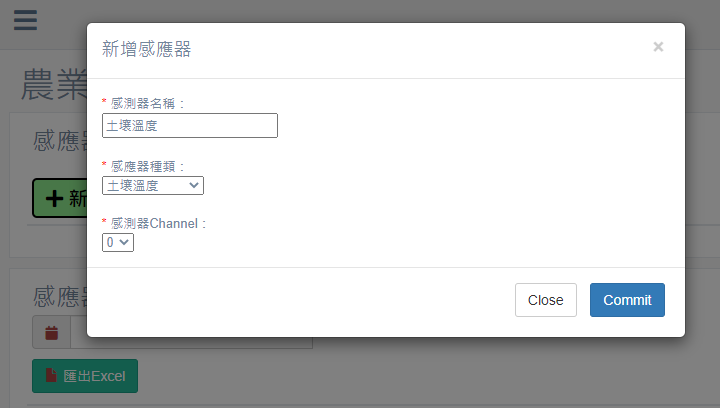 新增感應器
×
農業
感應
* 感測器名稱：
土壤溫度
* 感應器種類：
土壤溫度
新
* 感測器Channel：
0
Close
Commit
感應
匯出Excel